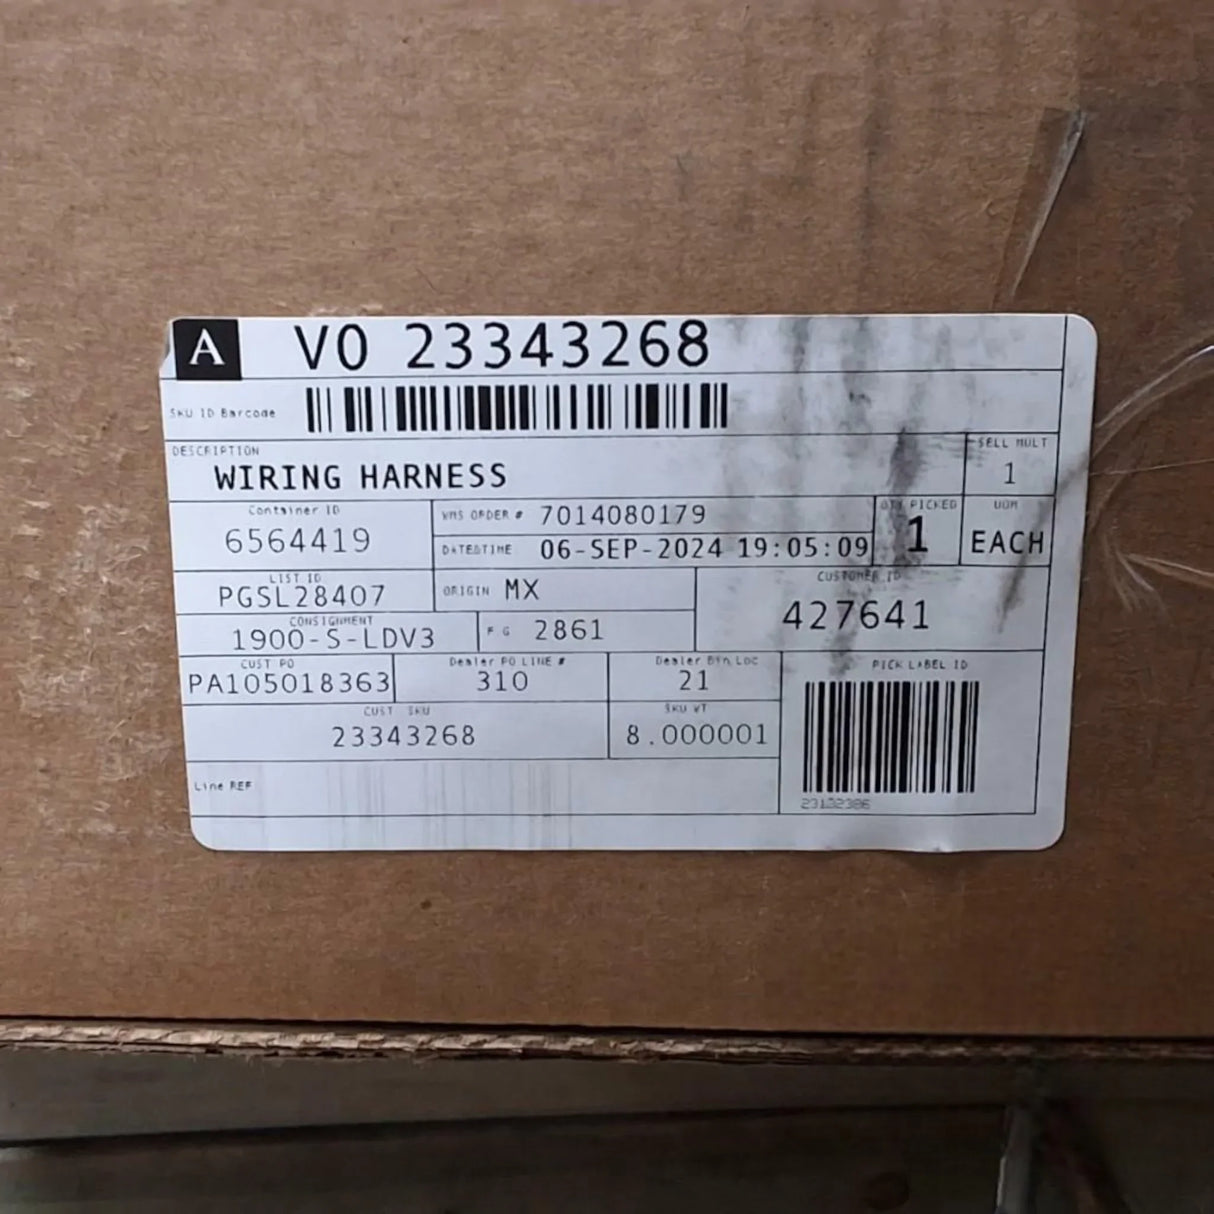 A V0 23343268
SKU ID Barcode
DESCRIPTION
WIRING HARNESS
SELL MULT
1
Container ID
6564419
WMS ORDER # 7014080179
DATE&TIME 06-SEP-2024 19:05:09
QTY PICKED
1
UOM
EACH
LIST ID
PGSL28407
ORIGIN MX
CUSTOMER ID
427641
CONSIGNMENT
1900-S-LDV3
F G 2861
CUST PO
PA105018363
Dealer PO LINE #
310
Dealer Bin Loc
21
PICK LABEL ID
CUST SKU
23343268
SKU WT
8.000001
Line REF